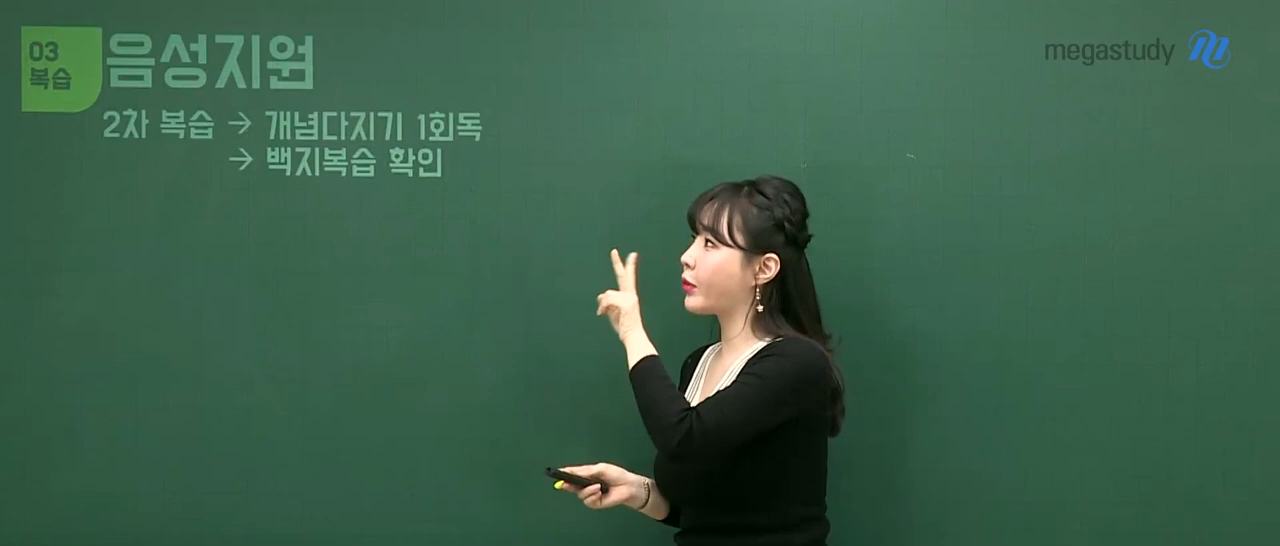 03
복습
음성지원
2차 복습 → 개념다지기 1회독
→ 백지복습 확인
megastudy